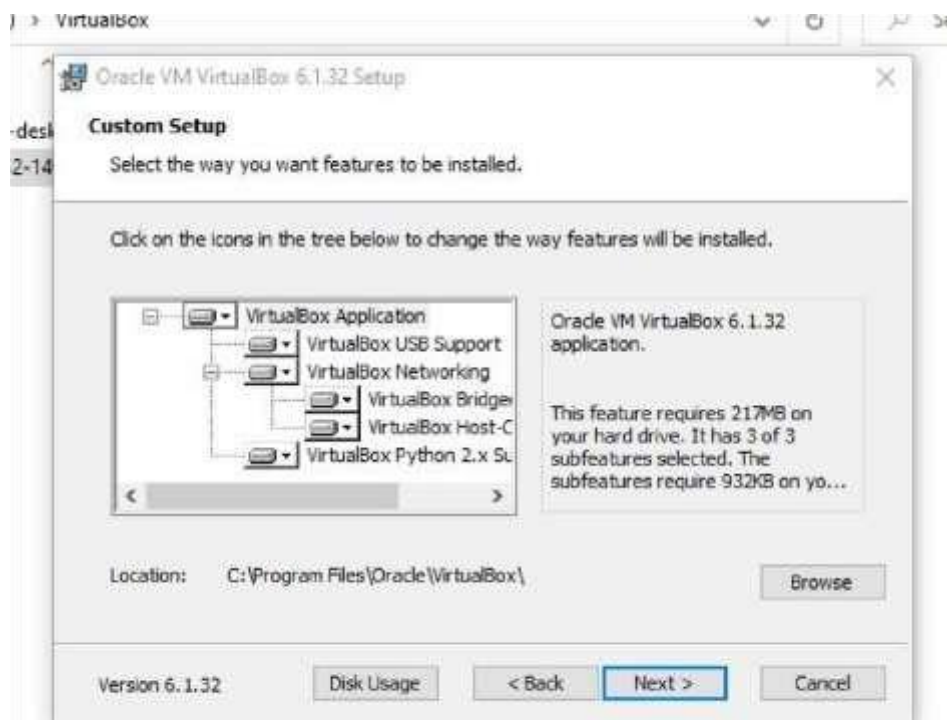 VirtualBox
Oracle VM VirtualBox 6.1.32 Setup
Custom Setup
Select the way you want features to be installed.
Click on the icons in the tree below to change the way features will be installed.
VirtualBox Application
VirtualBox USB Support
VirtualBox Networking
VirtualBox Bridge
VirtualBox Host-C
VirtualBox Python 2.x Su
Oracle VM VirtualBox 6.1.32
application.
This feature requires 217MB on
your hard drive. It has 3 of 3
subfeatures selected. The
subfeatures require 932KB on yo...
-desk
2-14
Location: C:\Program Files\Oracle\VirtualBox\
Browse
Version 6.1.32
Disk Usage
< Back
Next >
Cancel